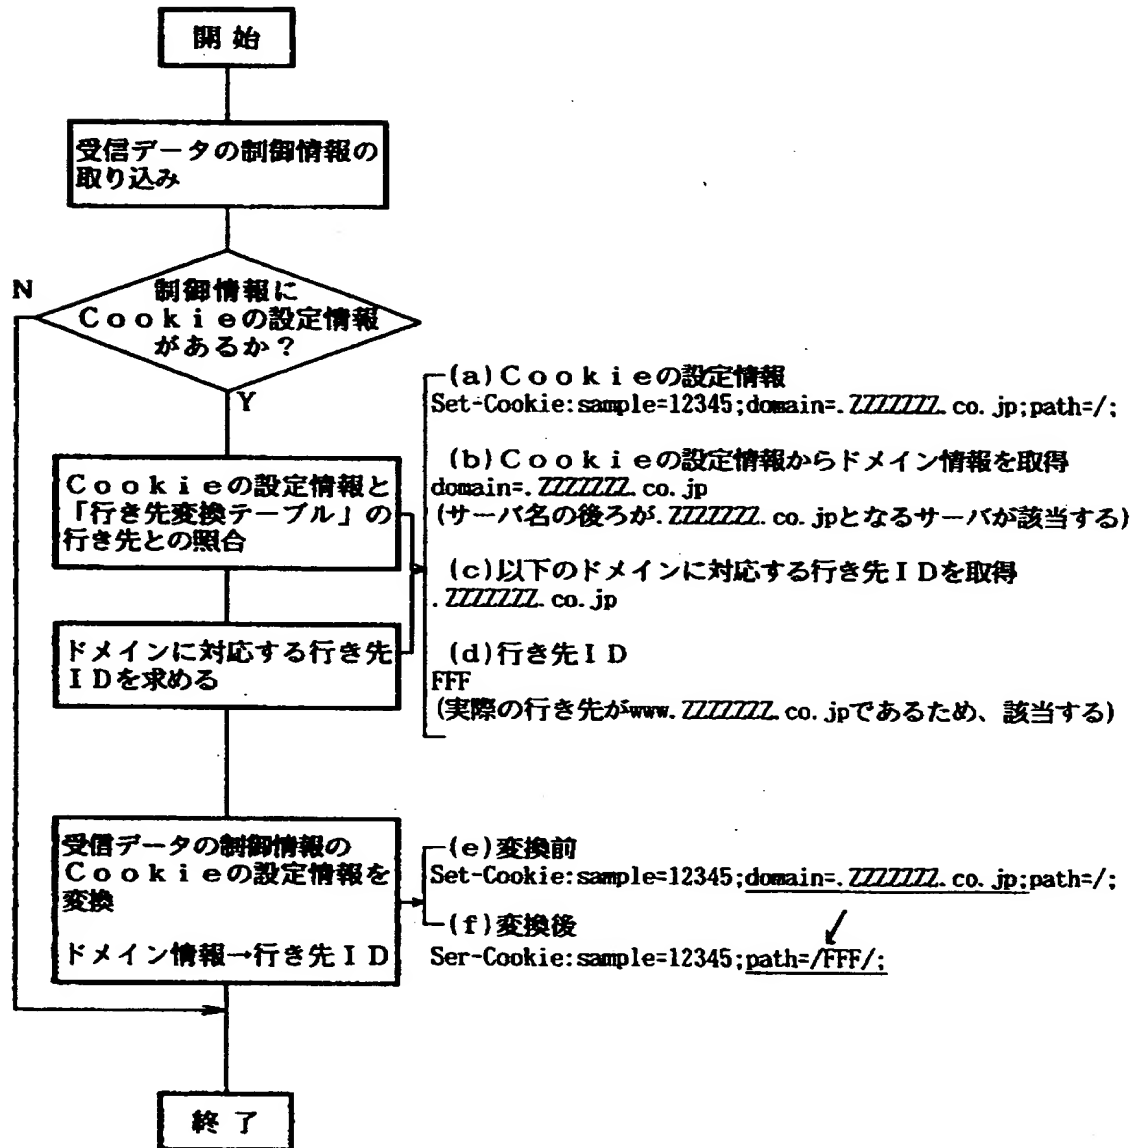 開 始
受信データの制御情報の
取り込み
N
制御情報に
Ｃｏｏｋｉｅの設定情報
があるか？
Y
Ｃｏｏｋｉｅの設定情報と
「行き先変換テーブル」の
行き先との照合
ドメインに対応する行き先
ＩＤを求める
(a)Ｃｏｏｋｉｅの設定情報
Set-Cookie:sample=12345;domain=.ZZZZZZZ.co.jp;path=/;
(b)Ｃｏｏｋｉｅの設定情報からドメイン情報を取得
domain=.ZZZZZZZ.co.jp
(サーバ名の後ろが.ZZZZZZZ.co.jpとなるサーバが該当する)
(c)以下のドメインに対応する行き先ＩＤを取得
.ZZZZZZZ.co.jp
(d)行き先ＩＤ
FFF
(実際の行き先がwww.ZZZZZZZ.co.jpであるため、該当する)
受信データの制御情報の
Ｃｏｏｋｉｅの設定情報を
変換
ドメイン情報→行き先ＩＤ
(e)変換前
Set-Cookie:sample=12345;domain=.ZZZZZZZ.co.jp;path=/;
(f)変換後
Ser-Cookie:sample=12345;path=/FFF/;
終 了